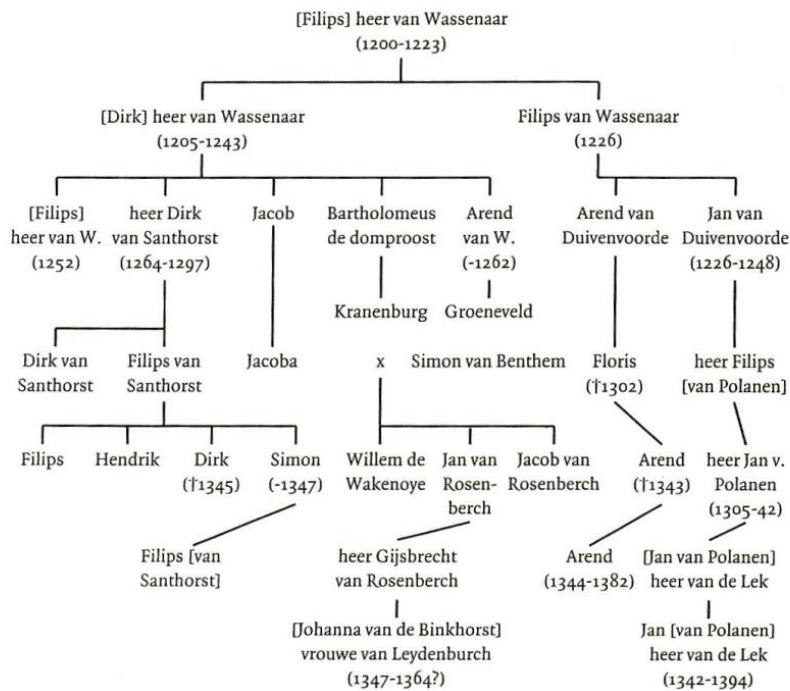 [Filips] heer van Wassenaar
(1200-1223)
[Dirk] heer van Wassenaar
(1205-1243)
Filips van Wassenaar
(1226)
[Filips]
heer van W.
(1252)
heer Dirk
van Santhorst
(1264-1297)
Jacob
Bartholomeus
de domproost
Arend
van W.
(-1262)
Arend van
Duivenvoorde
Jan van
Duivenvoorde
(1226-1248)
Kranenburg
Groeneveld
Dirk van
Santhorst
Filips van
Santhorst
Jacoba
x
Simon van Benthem
Floris
(†1302)
heer Filips
[van Polanen]
Filips
Hendrik
Dirk
(†1345)
Simon
(-1347)
Willem de
Wakenoye
Jan van
Rosen-
berch
Jacob van
Rosenberch
Arend
(†1343)
heer Jan v.
Polanen
(1305-42)
Filips [van
Santhorst]
heer Gijsbrecht
van Rosenberch
Arend
(1344-1382)
[Jan van Polanen]
heer van de Lek
[Johanna van de Binkhorst]
vrouwe van Leydenburch
(1347-1364?)
Jan [van Polanen]
heer van de Lek
(1342-1394)